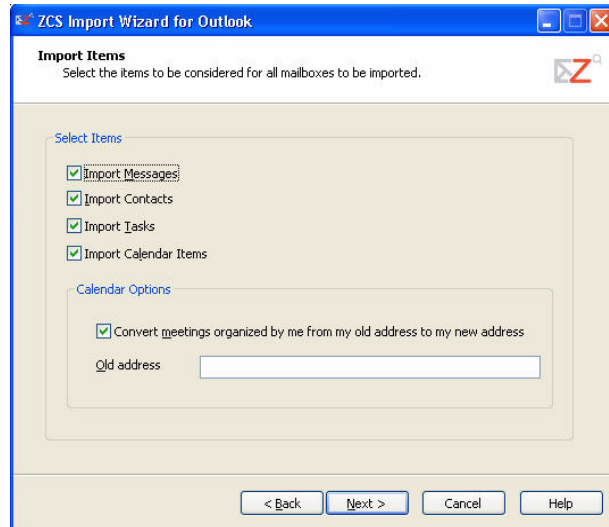 ZCS Import Wizard for Outlook
Import Items
Select the items to be considered for all mailboxes to be imported.
Z
Select Items
Import Messages
Import Contacts
Import Tasks
Import Calendar Items
Calendar Options
Convert meetings organized by me from my old address to my new address
Old address
< Back Next > Cancel Help